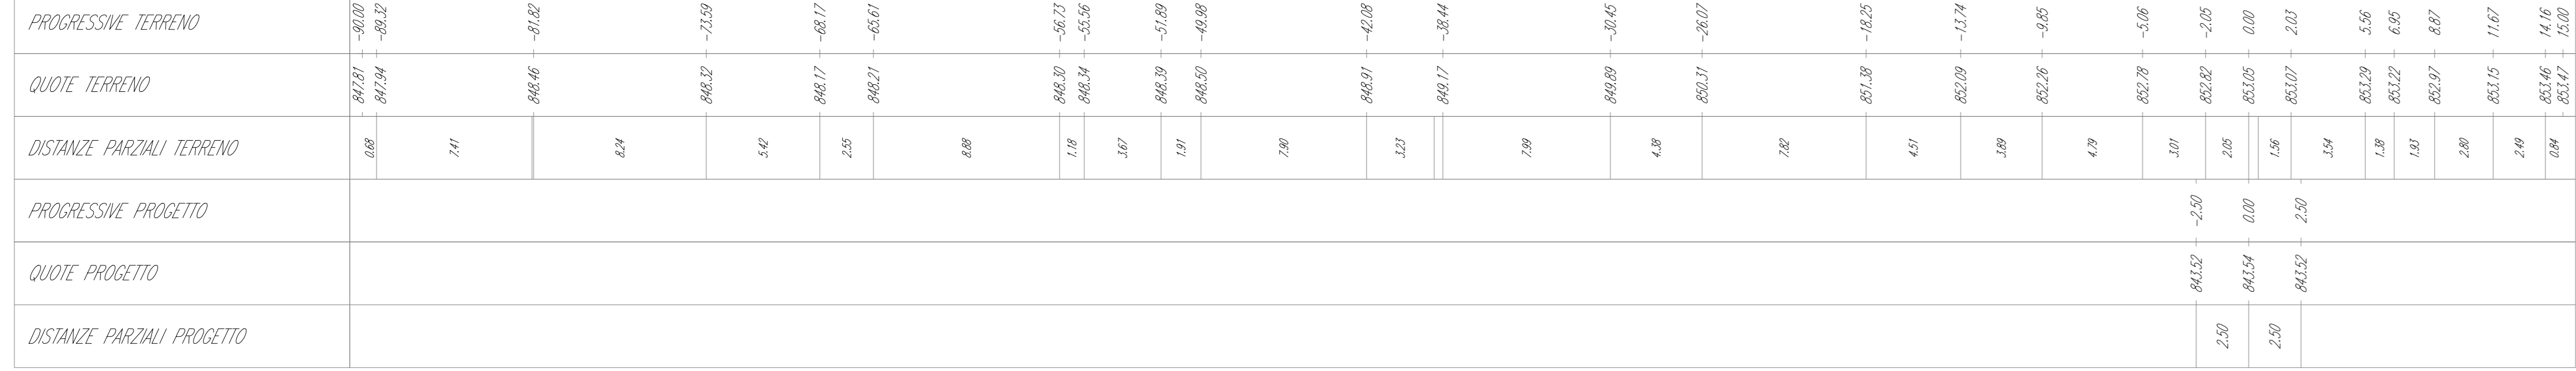 PROGRESSIVE TERRENO -90.00 -89.32 -81.82 -73.59 -68.17 -65.61 -56.73 -55.56 -51.89 -49.98 -42.08 -38.44 -30.45 -26.07 -18.25 -13.74 -9.85 -5.06 -2.05 0.00 2.03 5.56 6.95 8.87 11.67 14.16 15.00
QUOTE TERRENO 847.81 847.94 848.46 848.32 848.17 848.21 848.30 848.34 848.39 848.50 848.91 849.17 849.89 850.31 851.38 852.09 852.26 852.78 852.82 853.05 853.07 853.29 853.22 852.97 853.15 853.46 853.47
DISTANZE PARZIALI TERRENO 0.68 7.41 8.24 5.42 2.55 8.88 1.18 3.67 1.91 7.90 3.23 7.99 4.38 7.82 4.51 3.89 4.79 3.01 2.05 1.56 3.54 1.38 1.93 2.80 2.49 0.84
PROGRESSIVE PROGETTO -2.50 0.00 2.50
QUOTE PROGETTO 843.52 843.54 843.52
DISTANZE PARZIALI PROGETTO 2.50 2.50